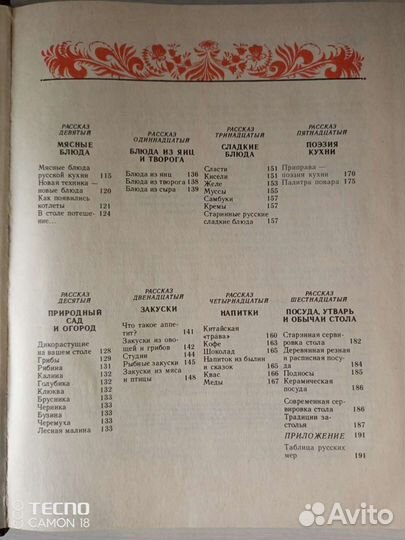 РАССКАЗ
ДЕВЯТЫЙ
МЯСНЫЕ
БЛЮДА
Мясные блюда
русской кухни 115
Новая техника —
новые блюда 120
Как появились
котлеты 121
В столе потеше-
ние... 124
РАССКАЗ
ОДИННАДЦАТЫЙ
БЛЮДА ИЗ ЯИЦ
И ТВОРОГА
Блюда из яиц 136
Блюда из творога 138
Блюда из сыра 139
РАССКАЗ
ТРИНАДЦАТЫЙ
СЛАДКИЕ
БЛЮДА
Сласти 151
Кисели 151
Желе 153
Муссы 155
Самбуки 156
Кремы 157
Старинные русские
сладкие блюда 157
РАССКАЗ
ПЯТНАДЦАТЫЙ
ПОЭЗИЯ
КУХНИ
Приправа —
поэзия кухни 170
Палитра повара 175
РАССКАЗ
ДЕСЯТЫЙ
ПРИРОДНЫЙ
САД
И ОГОРОД
Дикорастущие
на вашем столе 128
Грибы 129
Рябина 131
Калина 132
Голубика 132
Клюква 132
Брусника 132
Черника 132
Бузина 132
Черемуха 133
Лесная малина 133
РАССКАЗ
ДВЕНАДЦАТЫЙ
ЗАКУСКИ
Что такое аппе-
тит? 141
Закуски из ово-
щей и грибов 142
Студни 144
Рыбные закуски 145
Закуски из мяса
и птицы 148
РАССКАЗ
ЧЕТЫРНАДЦАТЫЙ
НАПИТКИ
Китайская
«трава» 160
Кофе 163
Шоколад 165
Напиток из былин
и сказок 165
Квас 166
Меды 167
РАССКАЗ
ШЕСТНАДЦАТЫЙ
ПОСУДА, УТВАРЬ
И ОБЫЧАИ СТОЛА
Старинная серви-
ровка стола 182
Деревянная резная
и расписная посу-
да 184
Подносы 185
Керамическая
посуда 186
Современная сер-
вировка стола 186
Традиции за-
столья 187
ПРИЛОЖЕНИЕ 191
Таблица русских
мер 191
TECNO
CAMON 18
Avito